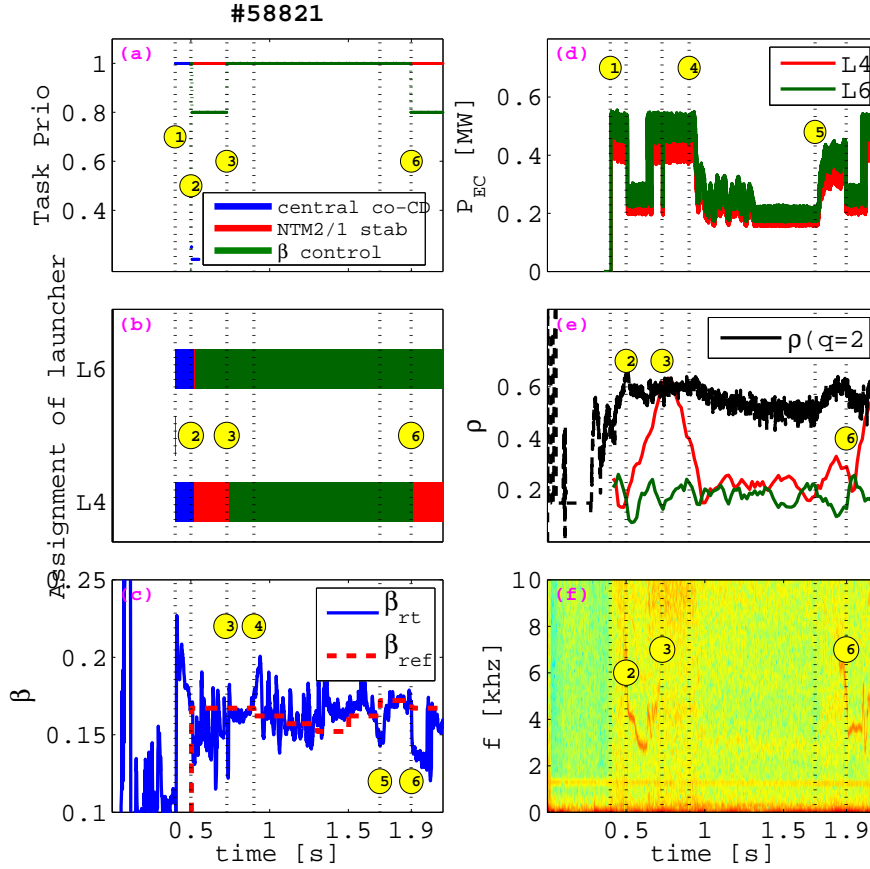 #58821
(a)
Task Prio
1
0.8
0.6
0.4
1
2
3
6
central co-CD
NTM2/1 stab
β control
(d)
P_EC [MW]
0.6
0.4
0.2
0
1
4
5
L4
L6
(b)
Assignment of launcher
L6
L4
2
3
6
(e)
ρ
0.6
0.4
0.2
2
3
6
ρ(q=2
(c)
β
0.25
0.2
0.15
0.1
3
4
5
6
β_rt
β_ref
0.5
1
1.5
1.9
time [s]
(f)
f [khz]
10
8
6
4
2
0
2
3
6
0.5
1
1.5
1.9
time [s]